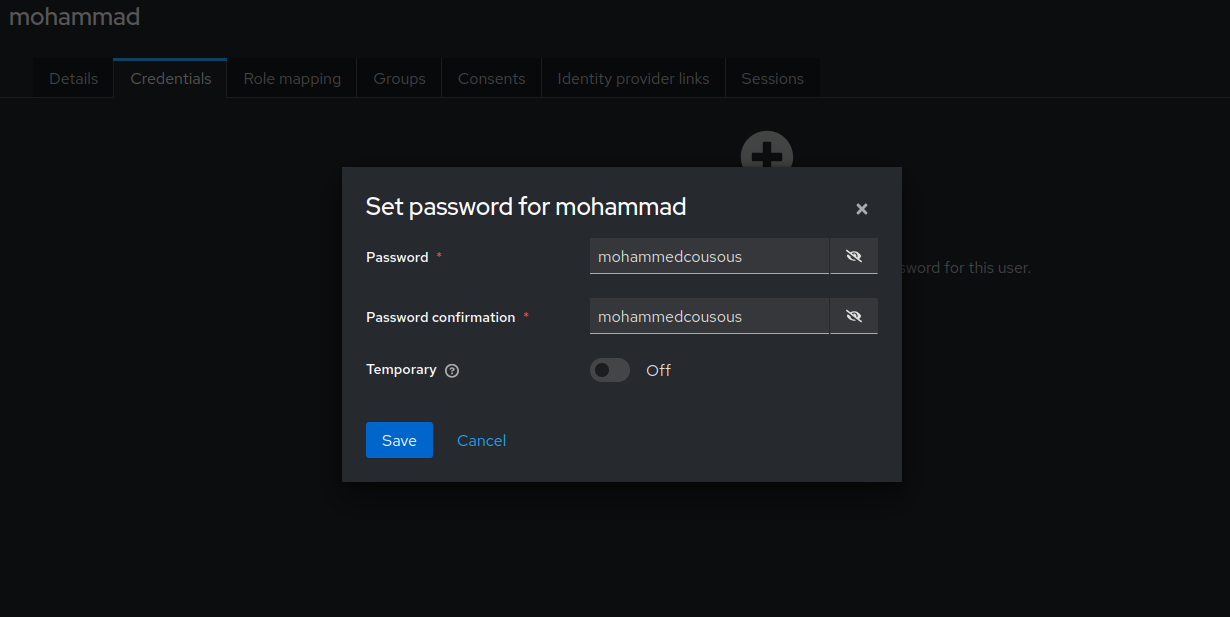 mohammad
Details Credentials Role mapping Groups Consents Identity provider links Sessions
Set password for mohammad
sword for this user.
Password * mohammedcousous
Password confirmation * mohammedcousous
Temporary Off
Save Cancel